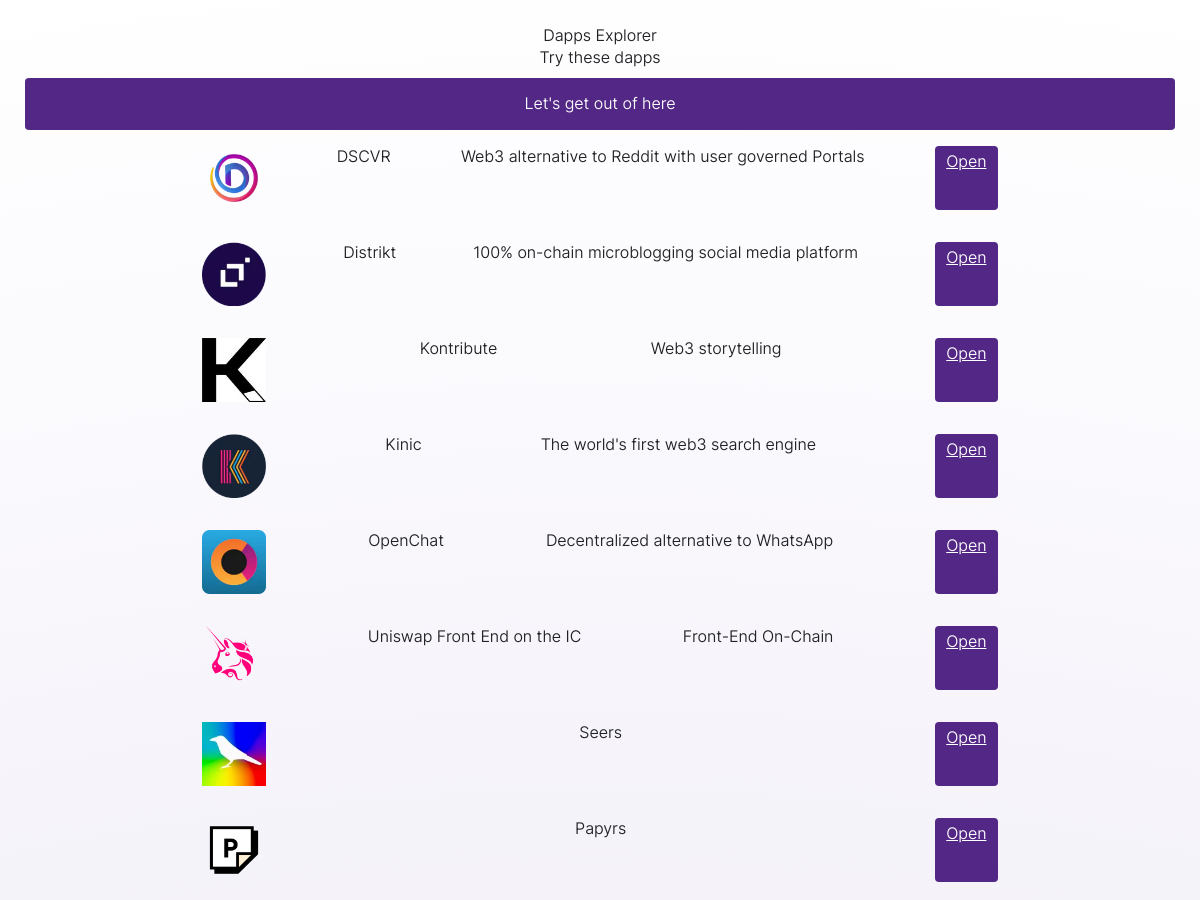 Dapps Explorer
Try these dapps
Let's get out of here
DSCVR Web3 alternative to Reddit with user governed Portals Open
Distrikt 100% on-chain microblogging social media platform Open
Kontribute Web3 storytelling Open
Kinic The world's first web3 search engine Open
OpenChat Decentralized alternative to WhatsApp Open
Uniswap Front End on the IC Front-End On-Chain Open
Seers Open
P Papyrs Open